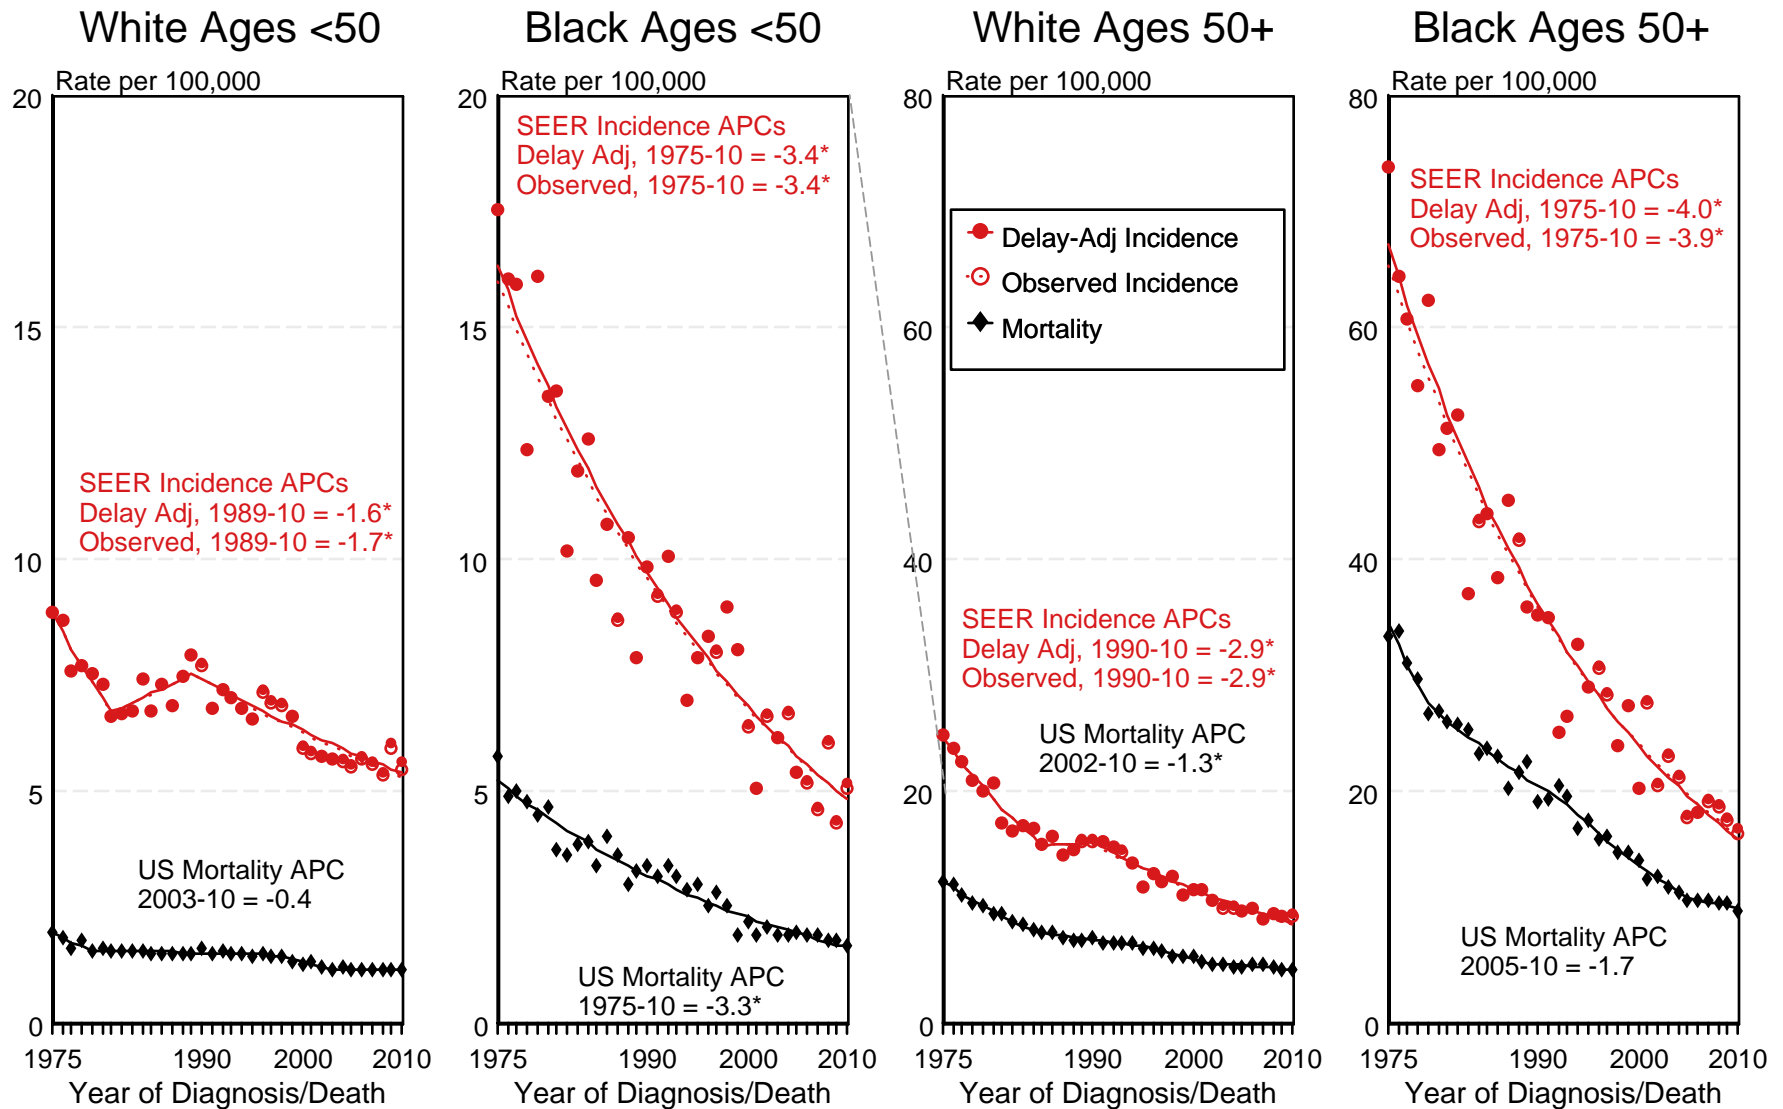 White Ages <50
Rate per 100,000
20
15
10
5
0
SEER Incidence APCs
Delay Adj, 1989-10 = -1.6*
Observed, 1989-10 = -1.7*
US Mortality APC
2003-10 = -0.4
1975
1990
2000
2010
Year of Diagnosis/Death
Black Ages <50
Rate per 100,000
20
15
10
5
0
SEER Incidence APCs
Delay Adj, 1975-10 = -3.4*
Observed, 1975-10 = -3.4*
US Mortality APC
1975-10 = -3.3*
1975
1990
2000
2010
Year of Diagnosis/Death
White Ages 50+
Rate per 100,000
80
60
40
20
0
Delay-Adj Incidence
Observed Incidence
Mortality
SEER Incidence APCs
Delay Adj, 1990-10 = -2.9*
Observed, 1990-10 = -2.9*
US Mortality APC
2002-10 = -1.3*
1975
1990
2000
2010
Year of Diagnosis/Death
Black Ages 50+
Rate per 100,000
80
60
40
20
0
SEER Incidence APCs
Delay Adj, 1975-10 = -4.0*
Observed, 1975-10 = -3.9*
US Mortality APC
2005-10 = -1.7
1975
1990
2000
2010
Year of Diagnosis/Death